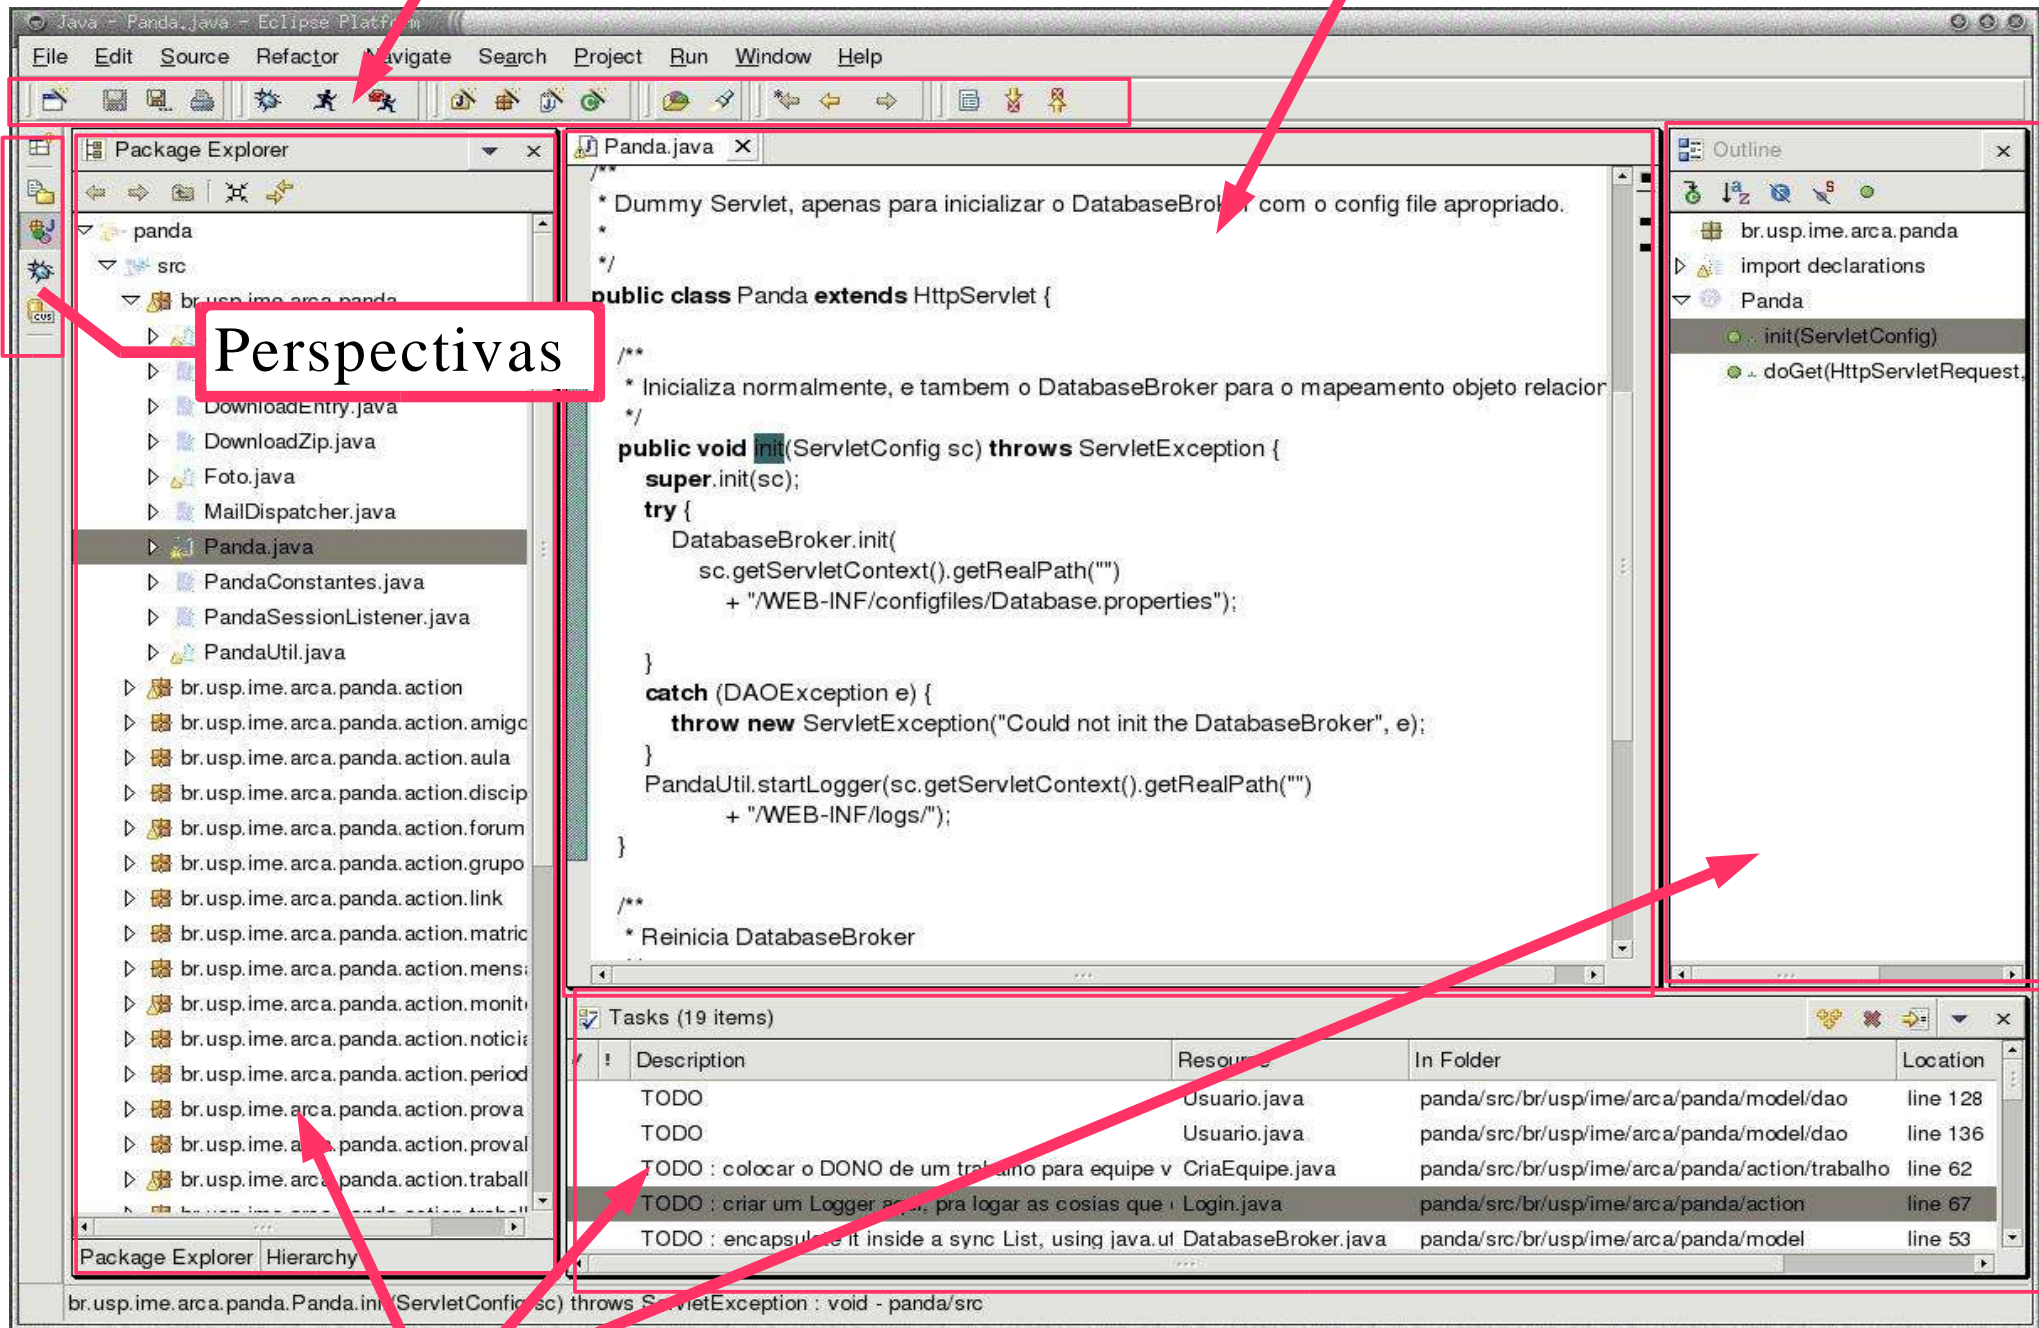 Java - Panda.java - Eclipse Platform
File Edit Source Refactor Navigate Search Project Run Window Help
Package Explorer
panda
src
br.usp.ime.arca.panda
Perspectivas
DownloadEntry.java
DownloadZip.java
Foto.java
MailDispatcher.java
Panda.java
PandaConstantes.java
PandaSessionListener.java
PandaUtil.java
br.usp.ime.arca.panda.action
br.usp.ime.arca.panda.action.amigo
br.usp.ime.arca.panda.action.aula
br.usp.ime.arca.panda.action.discip
br.usp.ime.arca.panda.action.forum
br.usp.ime.arca.panda.action.grupo
br.usp.ime.arca.panda.action.link
br.usp.ime.arca.panda.action.matric
br.usp.ime.arca.panda.action.mens
br.usp.ime.arca.panda.action.monit
br.usp.ime.arca.panda.action.noticia
br.usp.ime.arca.panda.action.period
br.usp.ime.arca.panda.action.prova
br.usp.ime.arca.panda.action.proval
br.usp.ime.arca.panda.action.traball
Package Explorer Hierarchy
Panda.java
/**
* Dummy Servlet, apenas para inicializar o DatabaseBroker com o config file apropriado.
*
*/
public class Panda extends HttpServlet {
/**
* Inicializa normalmente, e tambem o DatabaseBroker para o mapeamento objeto relacion
*/
public void init(ServletConfig sc) throws ServletException {
super.init(sc);
try {
DatabaseBroker.init(
sc.getServletContext().getRealPath("")
+ "/WEB-INF/configfiles/Database.properties");
}
catch (DAOException e) {
throw new ServletException("Could not init the DatabaseBroker", e);
}
PandaUtil.startLogger(sc.getServletContext().getRealPath("")
+ "/WEB-INF/logs/");
}
/**
* Reinicia DatabaseBroker
Outline
br.usp.ime.arca.panda
import declarations
Panda
init(ServletConfig)
doGet(HttpServletRequest,
Tasks (19 items)
! Description Resource In Folder Location
TODO Usuario.java panda/src/br/usp/ime/arca/panda/model/dao line 128
TODO Usuario.java panda/src/br/usp/ime/arca/panda/model/dao line 136
TODO : colocar o DONO de um trabalho para equipe v CriaEquipe.java panda/src/br/usp/ime/arca/panda/action/trabalho line 62
TODO : criar um Logger aqui, pra logar as cosias que Login.java panda/src/br/usp/ime/arca/panda/action line 67
TODO : encapsulate it inside a sync List, using java.ut DatabaseBroker.java panda/src/br/usp/ime/arca/panda/model line 53
br.usp.ime.arca.panda.Panda.init(ServletConfig sc) throws ServletException : void - panda/src